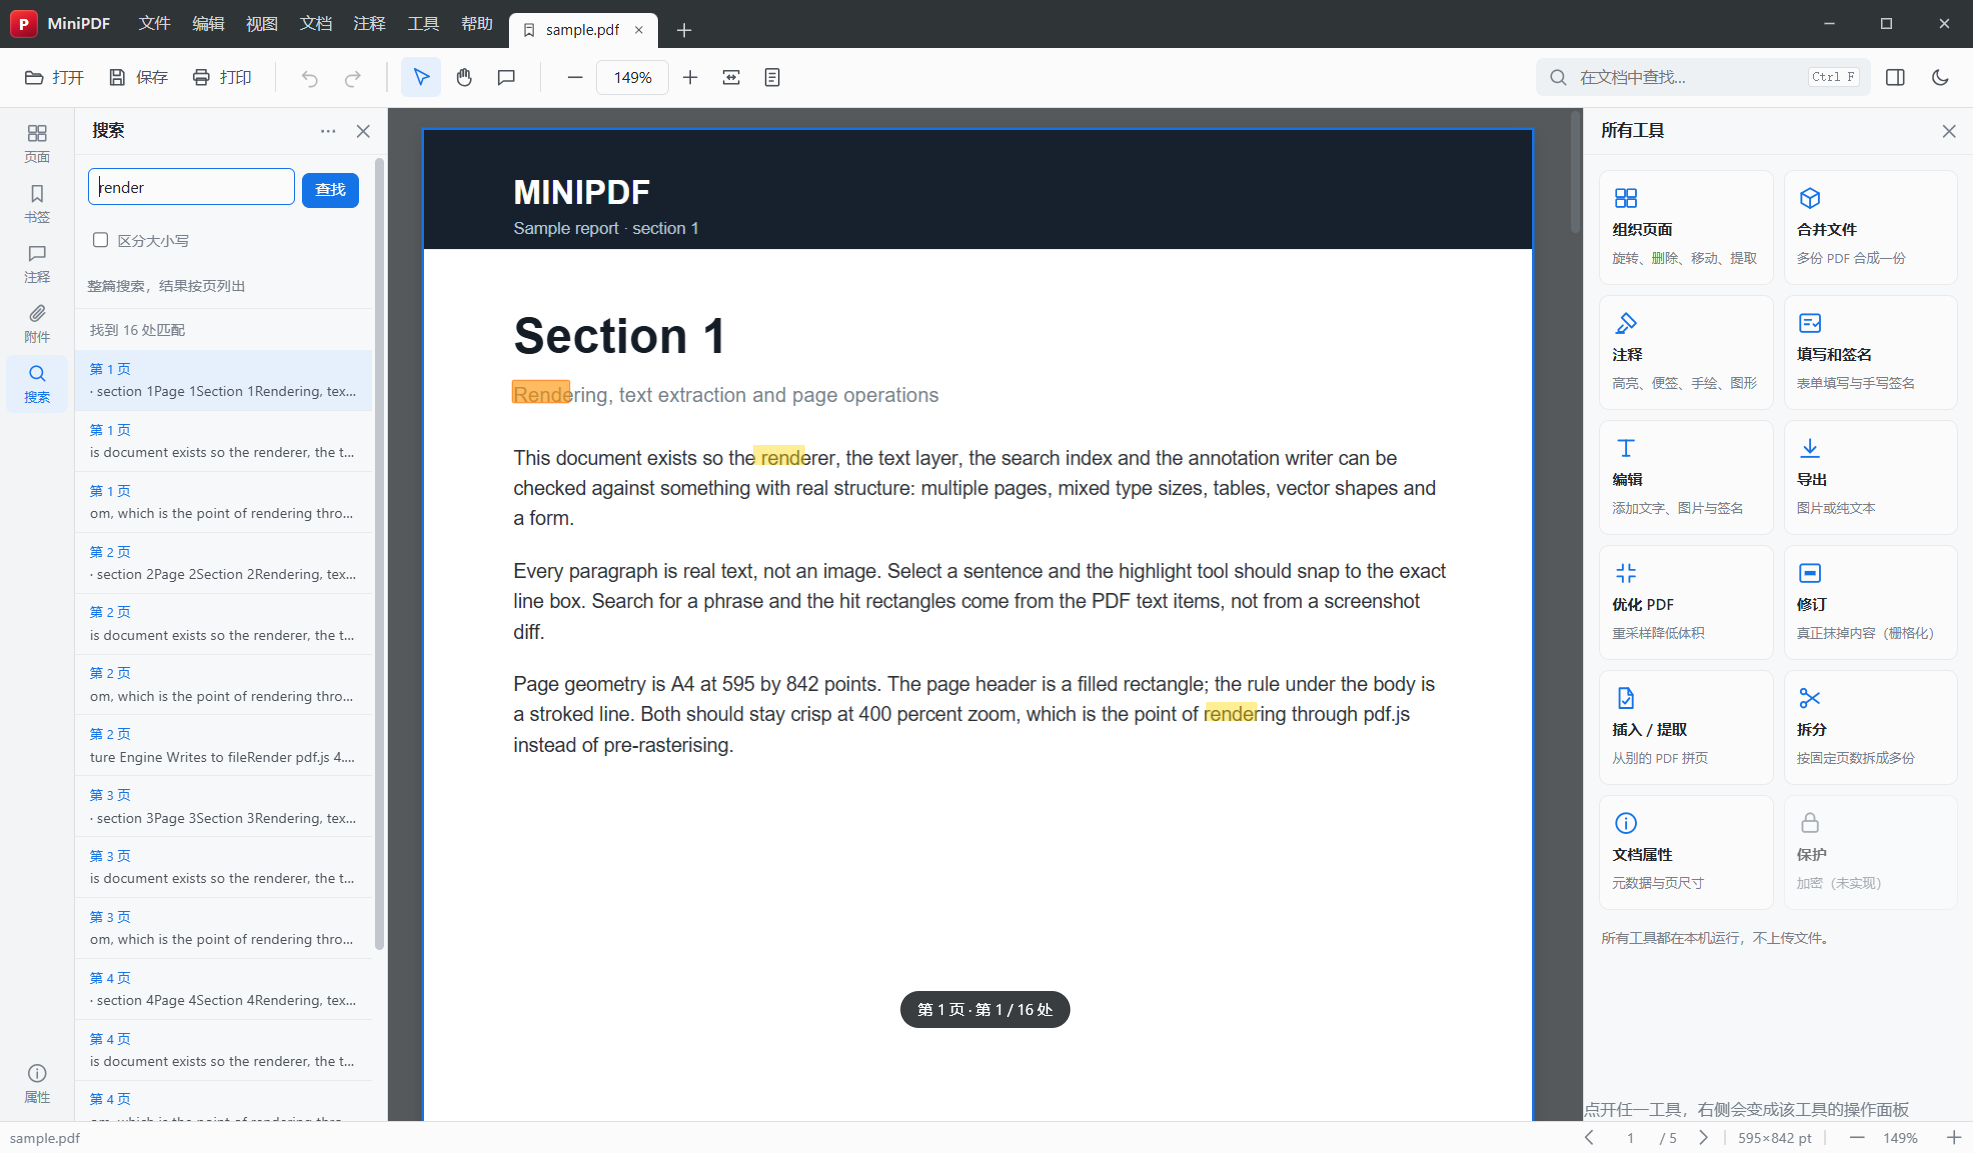 MiniPDF 文件 编辑 视图 文档 注释 工具 帮助 sample.pdf
打开 保存 打印 149% 在文档中查找... Ctrl F
页面
书签
注释
附件
搜索
属性
搜索
render 查找
区分大小写
整篇搜索，结果按页列出
找到 16 处匹配
第 1 页
· section 1Page 1Section 1Rendering, tex...
第 1 页
is document exists so the renderer, the t...
第 1 页
om, which is the point of rendering thro...
第 2 页
· section 2Page 2Section 2Rendering, tex...
第 2 页
is document exists so the renderer, the t...
第 2 页
om, which is the point of rendering thro...
第 2 页
ture Engine Writes to fileRender pdf.js 4....
第 3 页
· section 3Page 3Section 3Rendering, tex...
第 3 页
is document exists so the renderer, the t...
第 3 页
om, which is the point of rendering thro...
第 4 页
· section 4Page 4Section 4Rendering, tex...
第 4 页
is document exists so the renderer, the t...
第 4 页
MINIPDF
Sample report · section 1
Section 1
Rendering, text extraction and page operations
This document exists so the renderer, the text layer, the search index and the annotation writer can be
checked against something with real structure: multiple pages, mixed type sizes, tables, vector shapes and
a form.
Every paragraph is real text, not an image. Select a sentence and the highlight tool should snap to the exact
line box. Search for a phrase and the hit rectangles come from the PDF text items, not from a screenshot
diff.
Page geometry is A4 at 595 by 842 points. The page header is a filled rectangle; the rule under the body is
a stroked line. Both should stay crisp at 400 percent zoom, which is the point of rendering through pdf.js
instead of pre-rasterising.
第 1 页 · 第 1 / 16 处
所有工具
组织页面
旋转、删除、移动、提取
合并文件
多份 PDF 合成一份
注释
高亮、便签、手绘、图形
填写和签名
表单填写与手写签名
编辑
添加文字、图片与签名
导出
图片或纯文本
优化 PDF
重采样降低体积
修订
真正抹掉内容（栅格化）
插入 / 提取
从别的 PDF 拼页
拆分
按固定页数拆成多份
文档属性
元数据与页尺寸
保护
加密（未实现）
所有工具都在本机运行，不上传文件。
点开任一工具，右侧会变成该工具的操作面板
sample.pdf 1 / 5 595×842 pt 149%